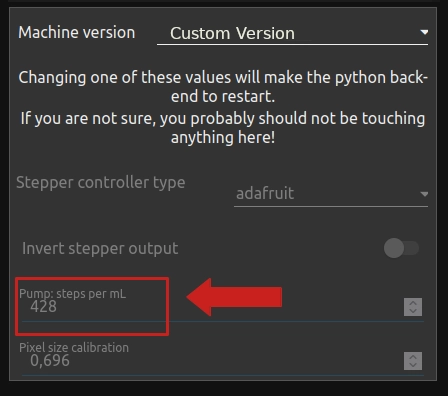 Machine version Custom Version
Changing one of these values will make the python back-
end to restart.
If you are not sure, you probably should not be touching
anything here!
Stepper controller type
adafruit
Invert stepper output
Pump: steps per mL
428
Pixel size calibration
0,696